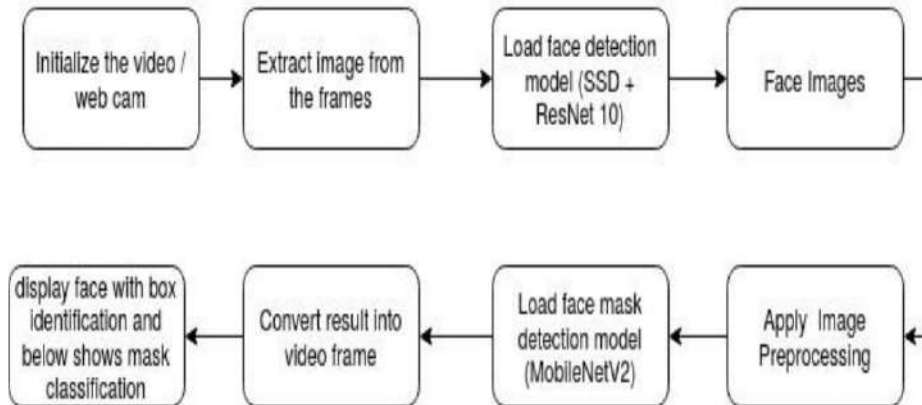 Initialize the video /
web cam
Extract image from
the frames
Load face detection
model (SSD +
ResNet 10)
Face Images
Apply Image
Preprocessing
Load face mask
detection model
(MobileNetV2)
Convert result into
video frame
display face with box
identification and
below shows mask
classification